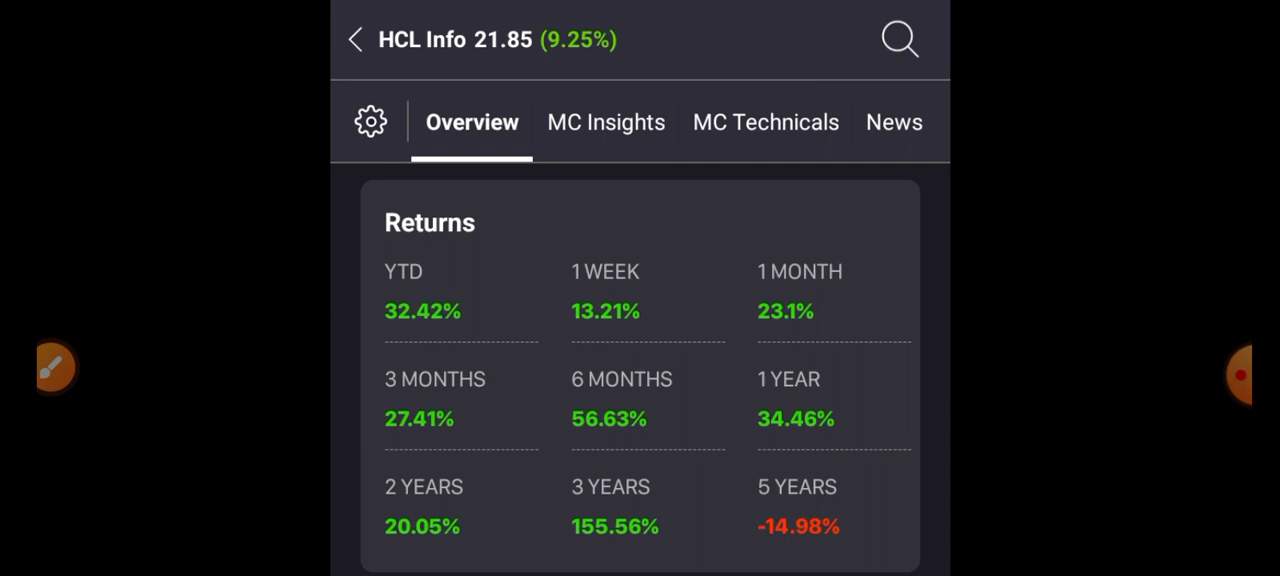 HCL Info 21.85 (9.25%)
Overview MC Insights MC Technicals News
Returns
YTD 1 WEEK 1 MONTH
32.42% 13.21% 23.1%
3 MONTHS 6 MONTHS 1 YEAR
27.41% 56.63% 34.46%
2 YEARS 3 YEARS 5 YEARS
20.05% 155.56% -14.98%